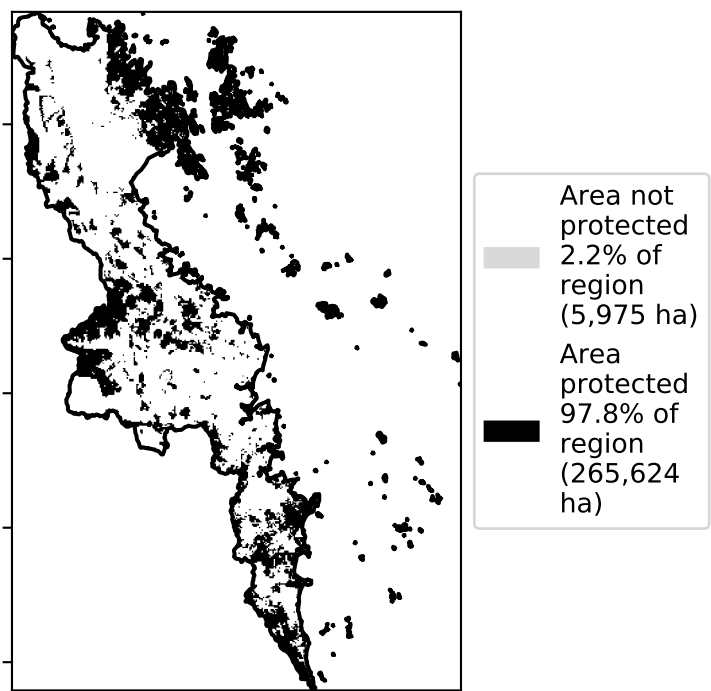 Area not
protected
2.2% of
region
(5,975 ha)
Area
protected
97.8% of
region
(265,624
ha)